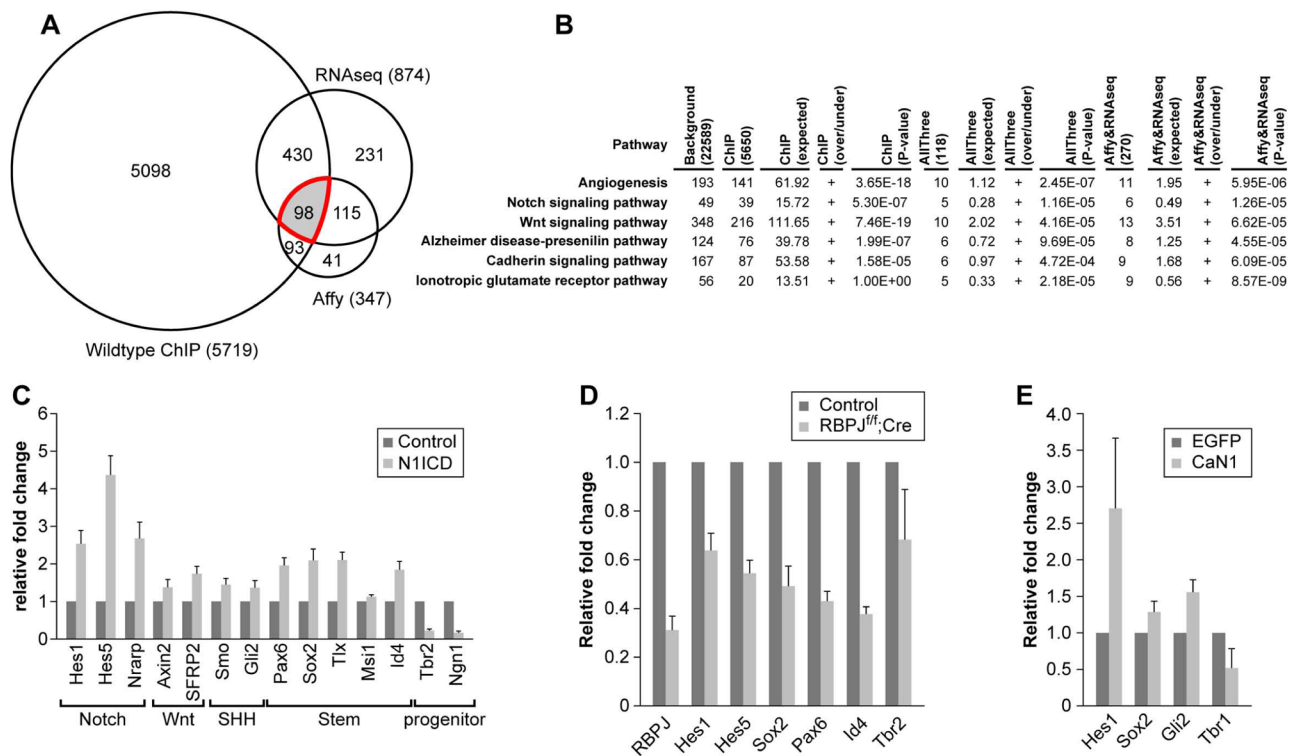 A
RNAseq (874)
5098
430
231
98
115
93
41
Affy (347)
Wildtype ChIP (5719)
B
Pathway
Background (22589)
ChIP (5650)
ChIP (expected)
ChIP (over/under)
ChIP (P-value)
AllThree (118)
AllThree (expected)
AllThree (over/under)
AllThree (P-value)
Affy&RNAseq (270)
Affy&RNAseq (expected)
Affy&RNAseq (over/under)
Affy&RNAseq (P-value)
Angiogenesis 193 141 61.92 + 3.65E-18 10 1.12 + 2.45E-07 11 1.95 + 5.95E-06
Notch signaling pathway 49 39 15.72 + 5.30E-07 5 0.28 + 1.16E-05 6 0.49 + 1.26E-05
Wnt signaling pathway 348 216 111.65 + 7.46E-19 10 2.02 + 4.16E-05 13 3.51 + 6.62E-05
Alzheimer disease-presenilin pathway 124 76 39.78 + 1.99E-07 6 0.72 + 9.69E-05 8 1.25 + 4.55E-05
Cadherin signaling pathway 167 87 53.58 + 1.58E-05 6 0.97 + 4.72E-04 9 1.68 + 6.09E-05
Ionotropic glutamate receptor pathway 56 20 13.51 + 1.00E+00 5 0.33 + 2.18E-05 9 0.56 + 8.57E-09
C
relative fold change
6
5
4
3
2
1
0
Control
N1ICD
Hes1
Hes5
Nrarp
Axin2
SFRP2
Smo
Gli2
Pax6
Sox2
Tlx
Msi1
Id4
Tbr2
Ngn1
Notch
Wnt
SHH
Stem
progenitor
D
Relative fold change
1.2
1.0
0.8
0.6
0.4
0.2
0
Control
RBPJf/f;Cre
RBPJ
Hes1
Hes5
Sox2
Pax6
Id4
Tbr2
E
Relative fold change
4.0
3.5
3.0
2.5
2.0
1.5
1.0
0.5
0
EGFP
CaN1
Hes1
Sox2
Gli2
Tbr1